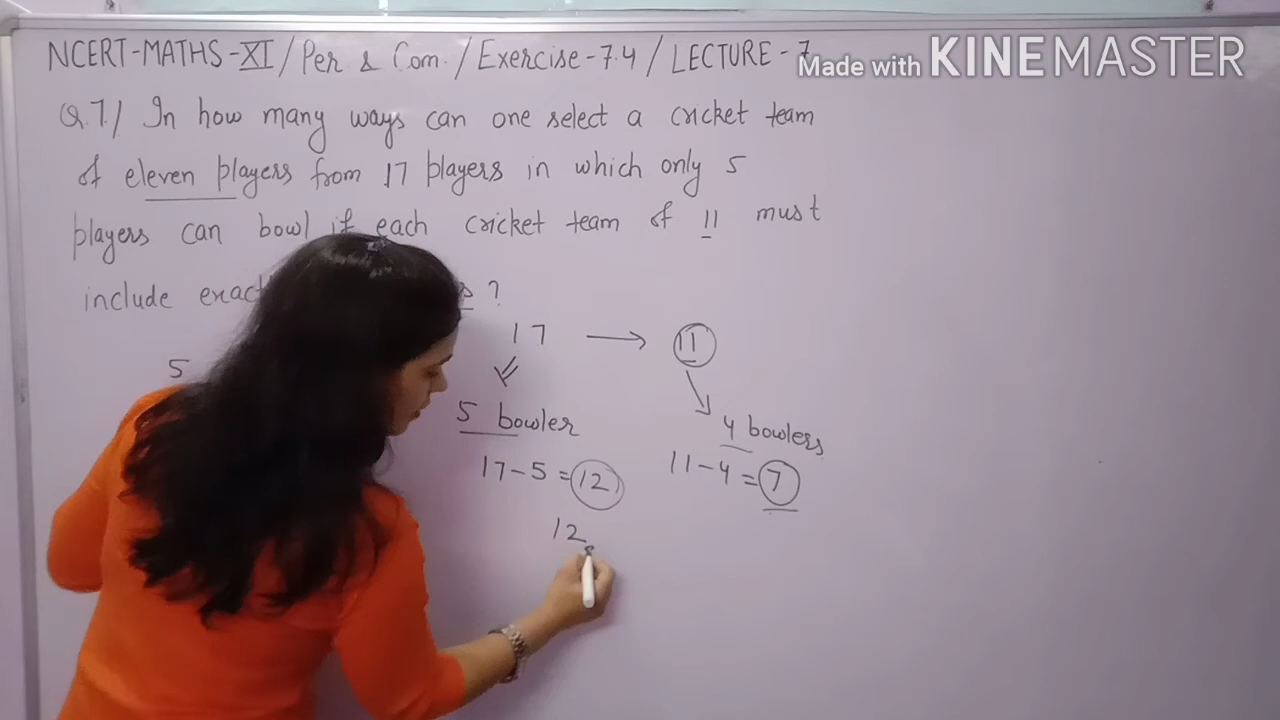 NCERT-MATHS-XI / Per & Com. / Exercise-7.4 / LECTURE-7
Made with KINEMASTER
Q.7/ In how many ways can one select a cricket team
of eleven players from 17 players in which only 5
players can bowl if each cricket team of 11 must
include ?
17 → 11
5
5 bowler
4 bowlers
17-5=12
11-4=7
12